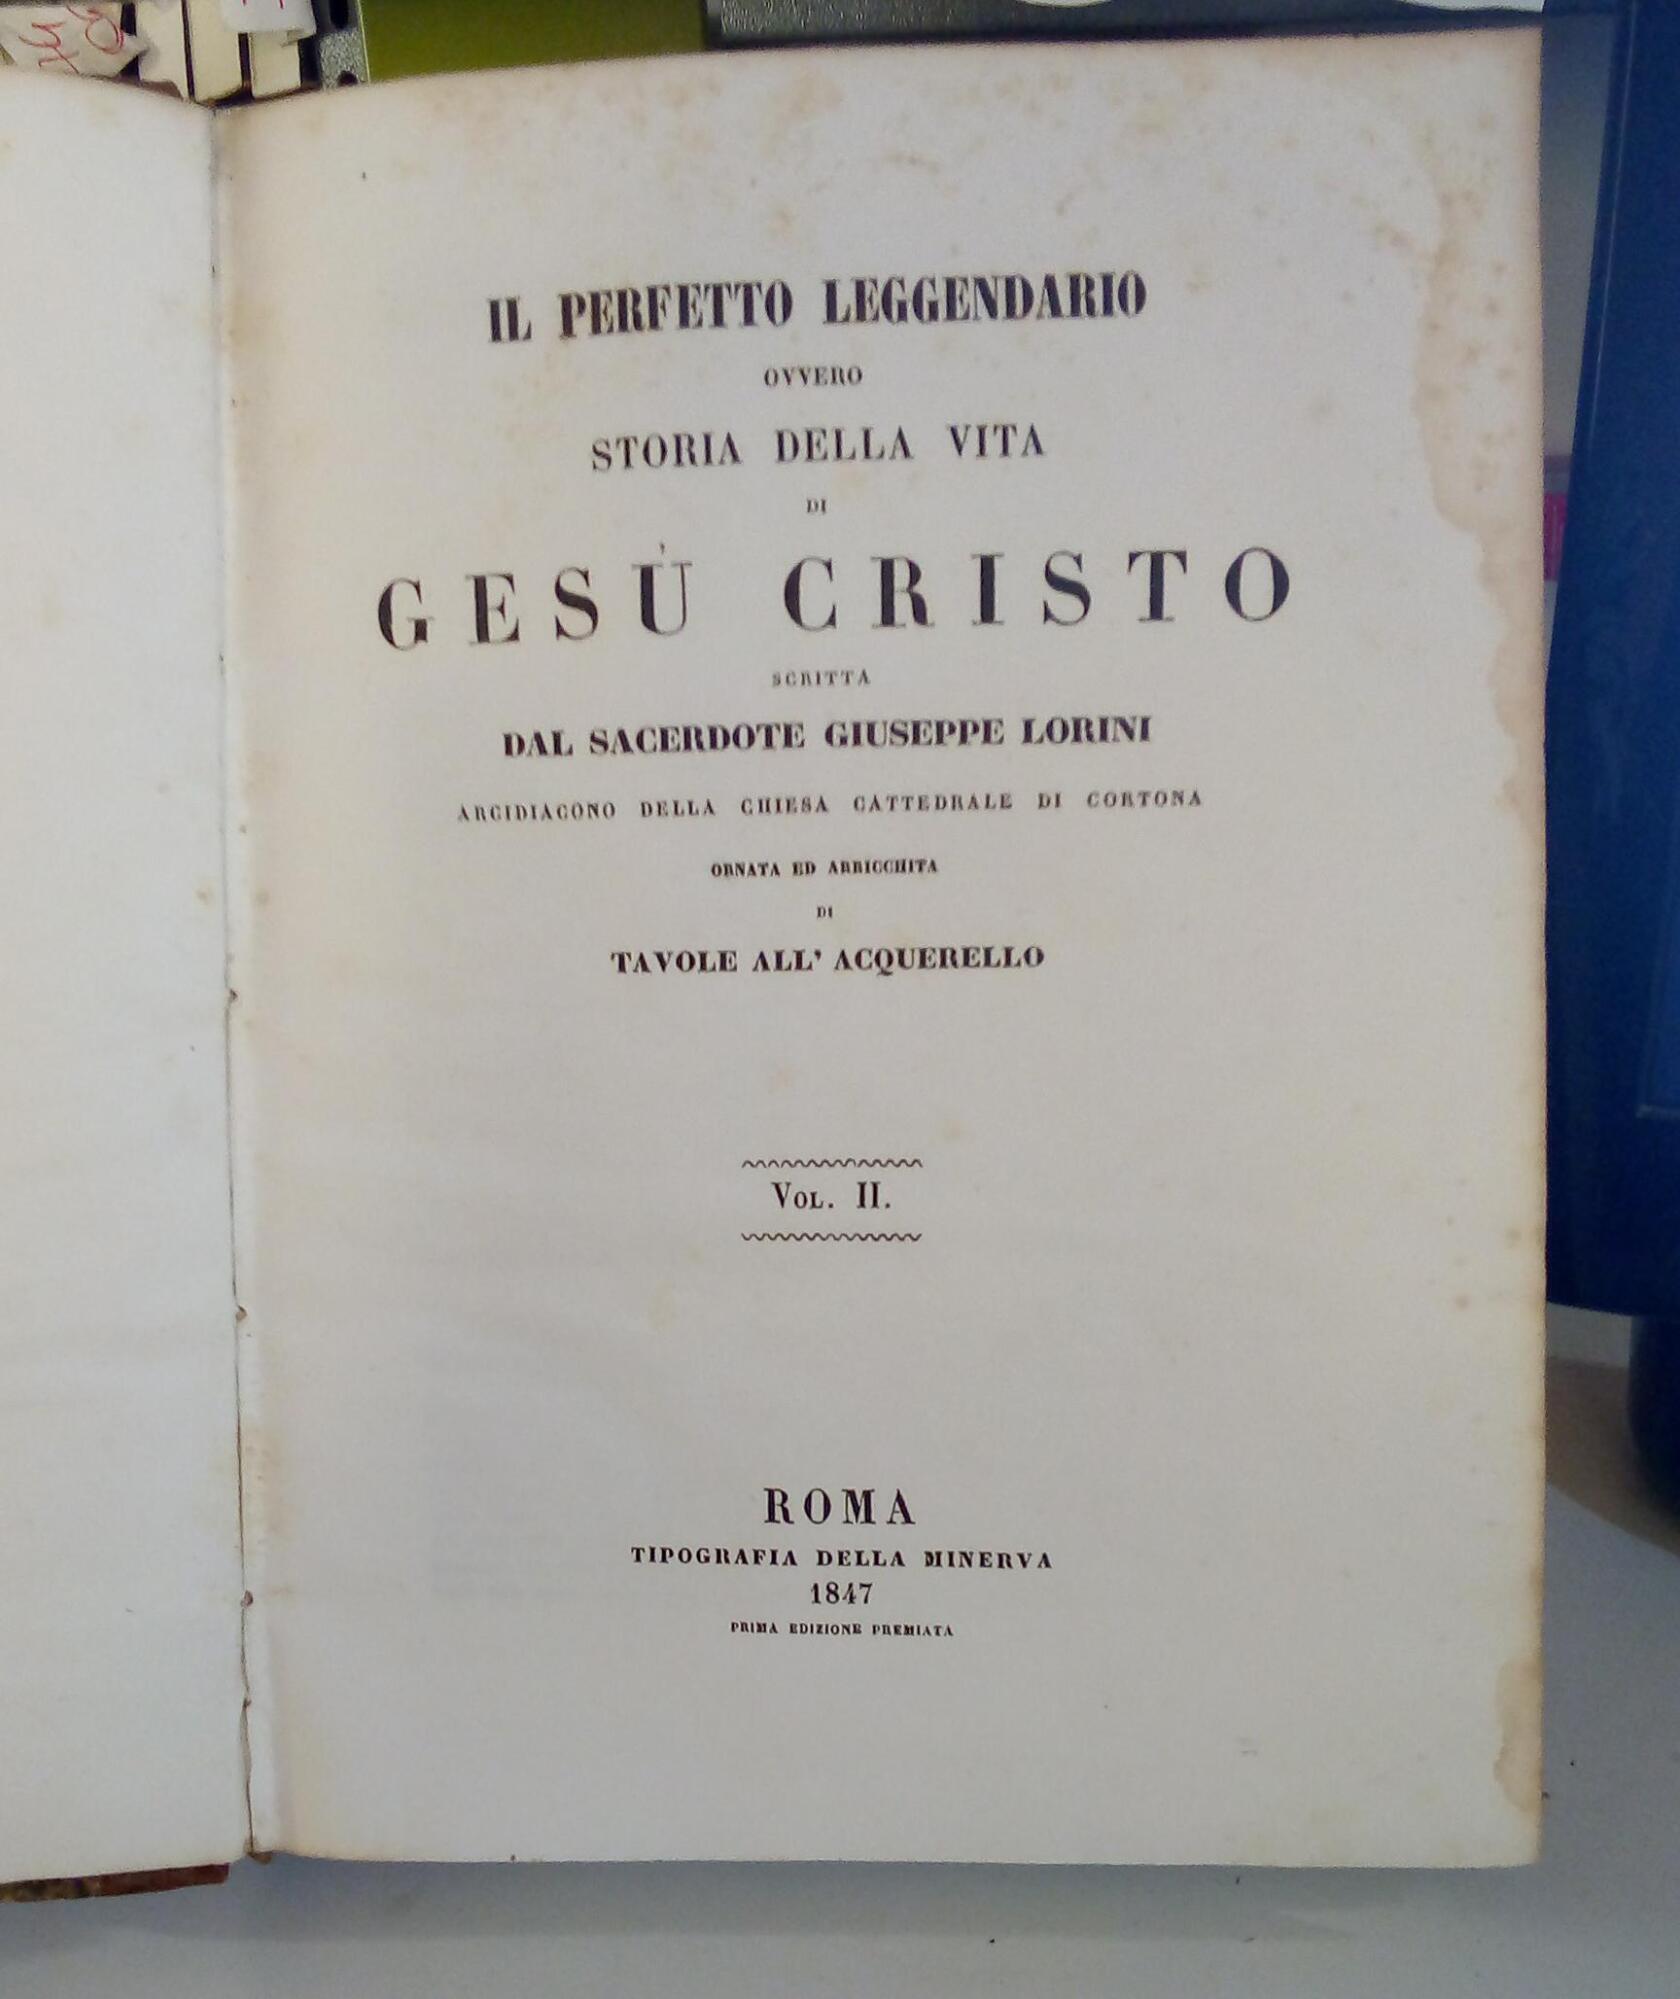 IL PERFETTO LEGGENDARIO
OVVERO
STORIA DELLA VITA
DI
GESÙ CRISTO
SCRITTA
DAL SACERDOTE GIUSEPPE LORINI
ARCIDIACONO DELLA CHIESA CATTEDRALE DI CORTONA
ORNATA ED ARRICCHITA
DI
TAVOLE ALL' ACQUERELLO
VOL. II.
ROMA
TIPOGRAFIA DELLA MINERVA
1847
PRIMA EDIZIONE PREMIATA